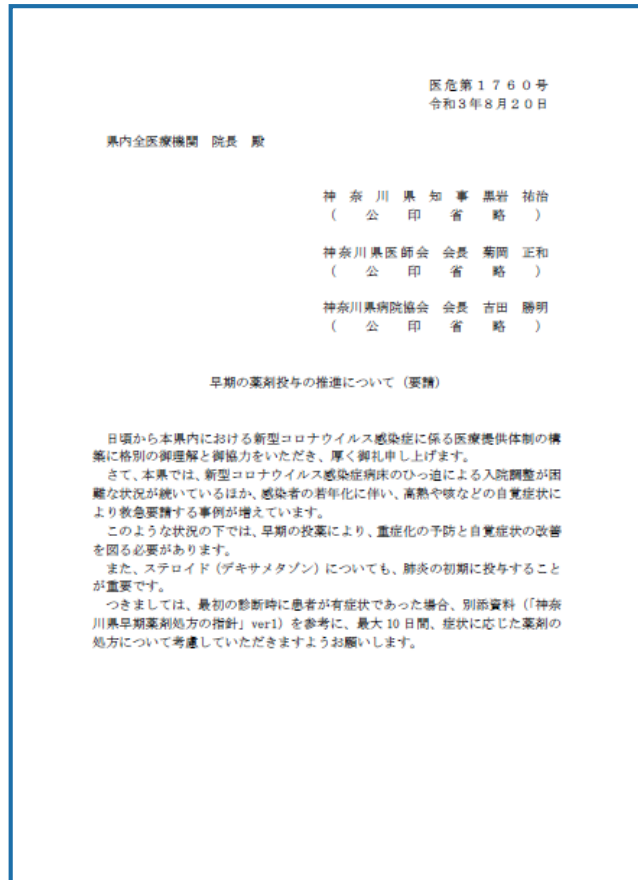 医危第1760号
令和3年8月20日
県内全医療機関 院長 殿
神奈川県知事 黒岩 祐治
( 公印省略 )
神奈川県医師会 会長 菊岡 正和
( 公印省略 )
神奈川県病院協会 会長 吉田 勝明
( 公印省略 )
早期の薬剤投与の推進について(要請)
日頃から本県内における新型コロナウイルス感染症に係る医療提供体制の構
築に格別の御理解と御協力をいただき、厚く御礼申し上げます。
さて、本県では、新型コロナウイルス感染症病床のひっ迫による入院調整が困
難な状況が続いているほか、感染者の若年化に伴い、高熱や咳などの自覚症状に
より救急要請する事例が増えています。
このような状況の下では、早期の投薬により、重症化の予防と自覚症状の改善
を図る必要があります。
また、ステロイド(デキサメタゾン)についても、肺炎の初期に投与すること
が重要です。
つきましては、最初の診断時に患者が有症状であった場合、別添資料(「神奈
川県早期薬剤処方の指針」ver1)を参考に、最大10日間、症状に応じた薬剤の
処方について考慮していただきますようお願いします。